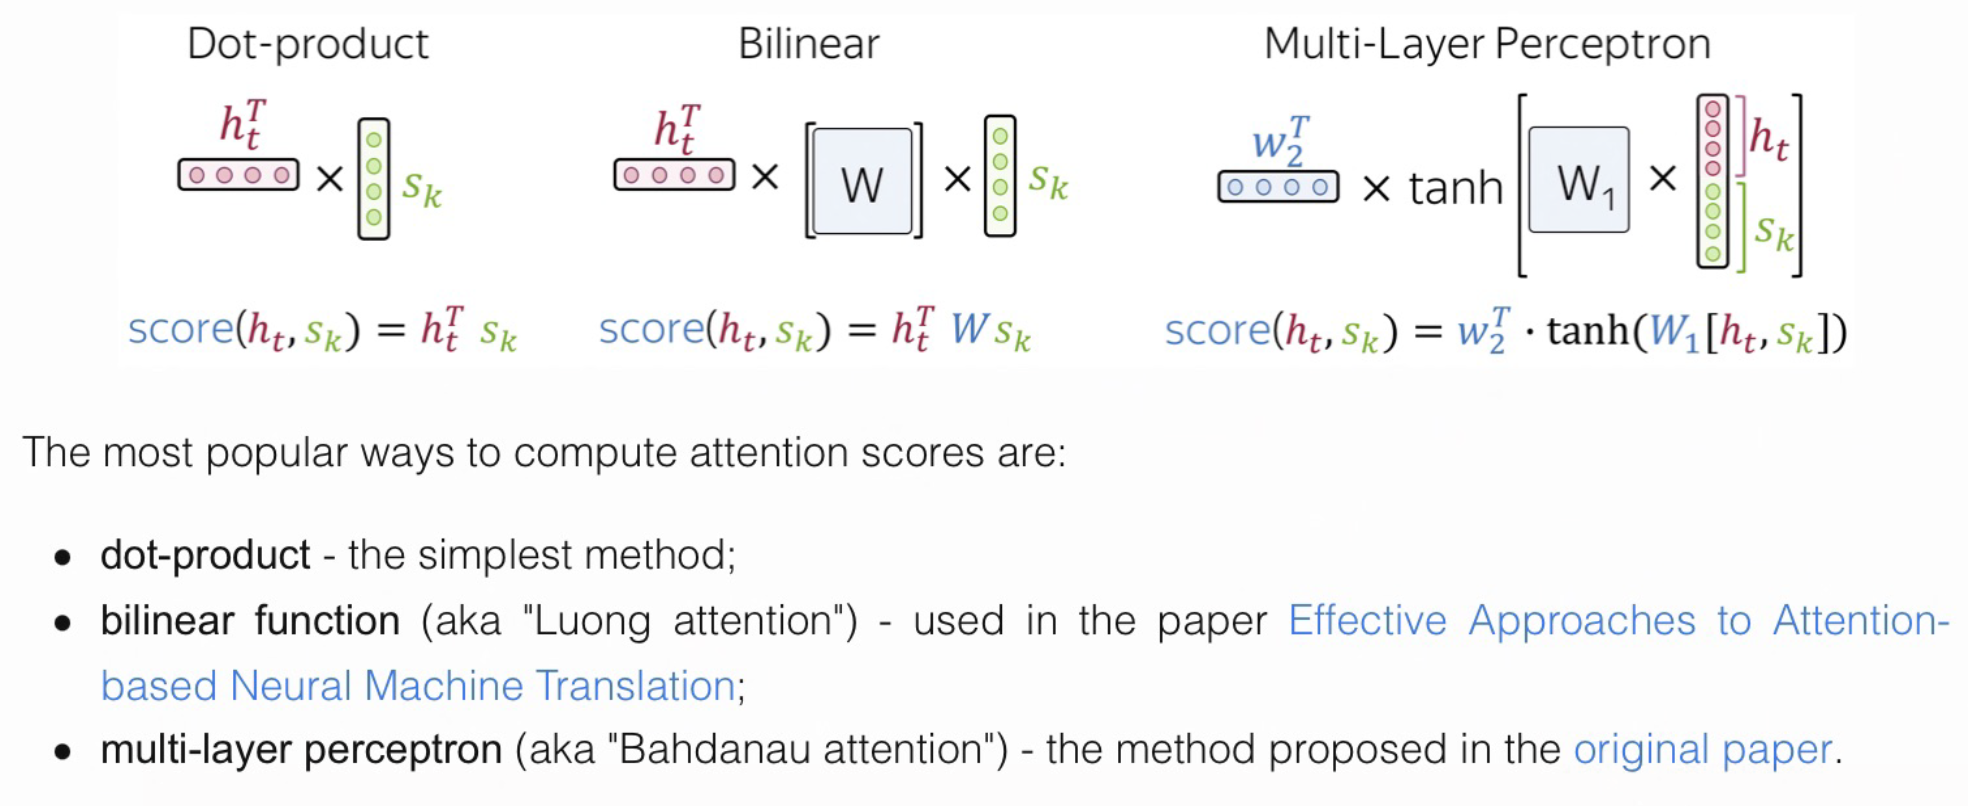 Dot-product Bilinear Multi-Layer Perceptron
h_t^T × s_k h_t^T × [W] × s_k w_2^T × tanh [W₁ × ] h_t s_k
score(h_t, s_k) = h_t^T s_k score(h_t, s_k) = h_t^T W s_k score(h_t, s_k) = w_2^T · tanh(W₁[h_t, s_k])
The most popular ways to compute attention scores are:
• dot-product - the simplest method;
• bilinear function (aka "Luong attention") - used in the paper Effective Approaches to Attention-
based Neural Machine Translation;
• multi-layer perceptron (aka "Bahdanau attention") - the method proposed in the original paper.